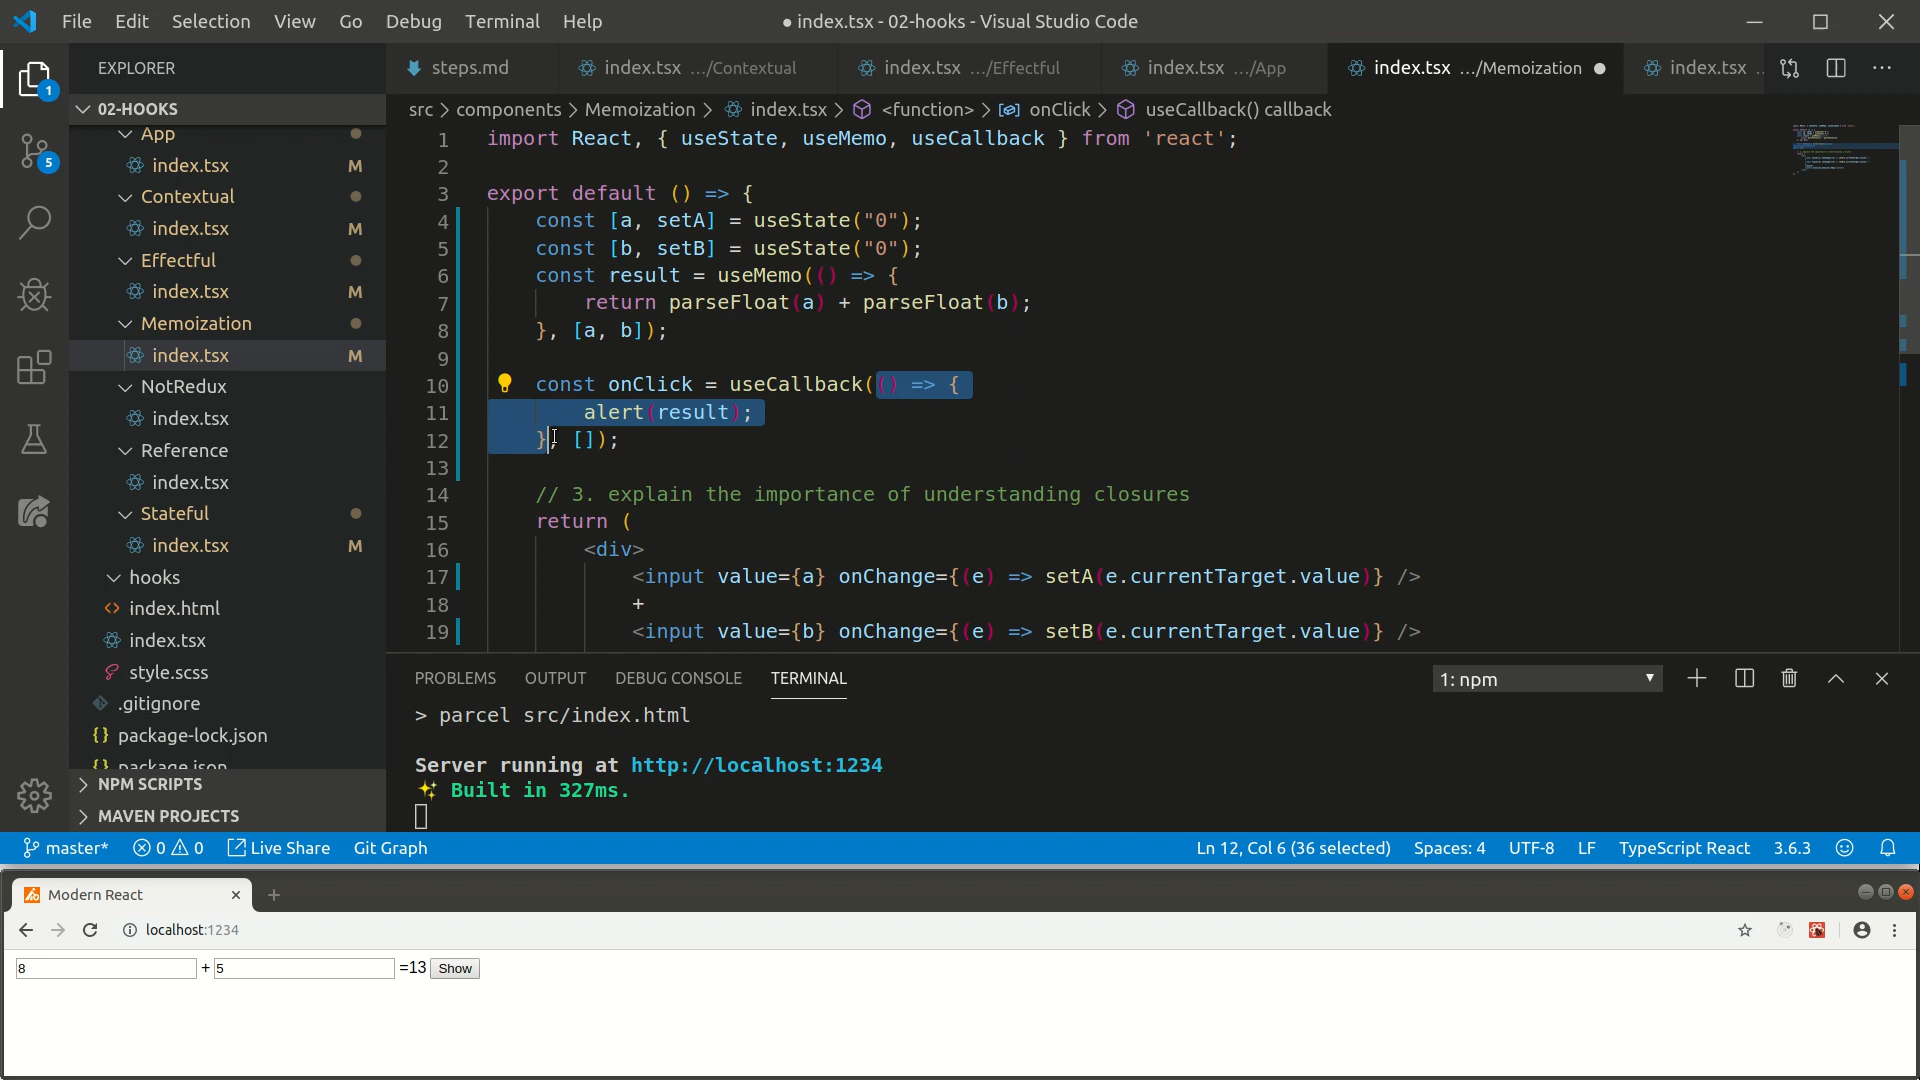 File Edit Selection View Go Debug Terminal Help
● index.tsx - 02-hooks - Visual Studio Code
EXPLORER
02-HOOKS
App
index.tsx M
Contextual
index.tsx M
Effectful
index.tsx M
Memoization
index.tsx M
NotRedux
index.tsx
Reference
index.tsx
Stateful
index.tsx M
hooks
index.html
index.tsx
style.scss
.gitignore
package-lock.json
package.json
NPM SCRIPTS
MAVEN PROJECTS
1
5
steps.md index.tsx .../Contextual index.tsx .../Effectful index.tsx .../App index.tsx .../Memoization ● index.tsx
src > components > Memoization > index.tsx > <function> > onClick > useCallback() callback
1 import React, { useState, useMemo, useCallback } from 'react';
2
3 export default () => {
4 const [a, setA] = useState("0");
5 const [b, setB] = useState("0");
6 const result = useMemo(() => {
7 return parseFloat(a) + parseFloat(b);
8 }, [a, b]);
9
10 const onClick = useCallback(() => {
11 alert(result);
12 }, []);
13
14 // 3. explain the importance of understanding closures
15 return (
16 <div>
17 <input value={a} onChange={(e) => setA(e.currentTarget.value)} />
18 +
19 <input value={b} onChange={(e) => setB(e.currentTarget.value)} />
PROBLEMS OUTPUT DEBUG CONSOLE TERMINAL
1: npm
> parcel src/index.html
Server running at http://localhost:1234
✨ Built in 327ms.
master* 0 0 Live Share Git Graph
Ln 12, Col 6 (36 selected) Spaces: 4 UTF-8 LF TypeScript React 3.6.3
Modern React
localhost:1234
8 + 5 =13 Show